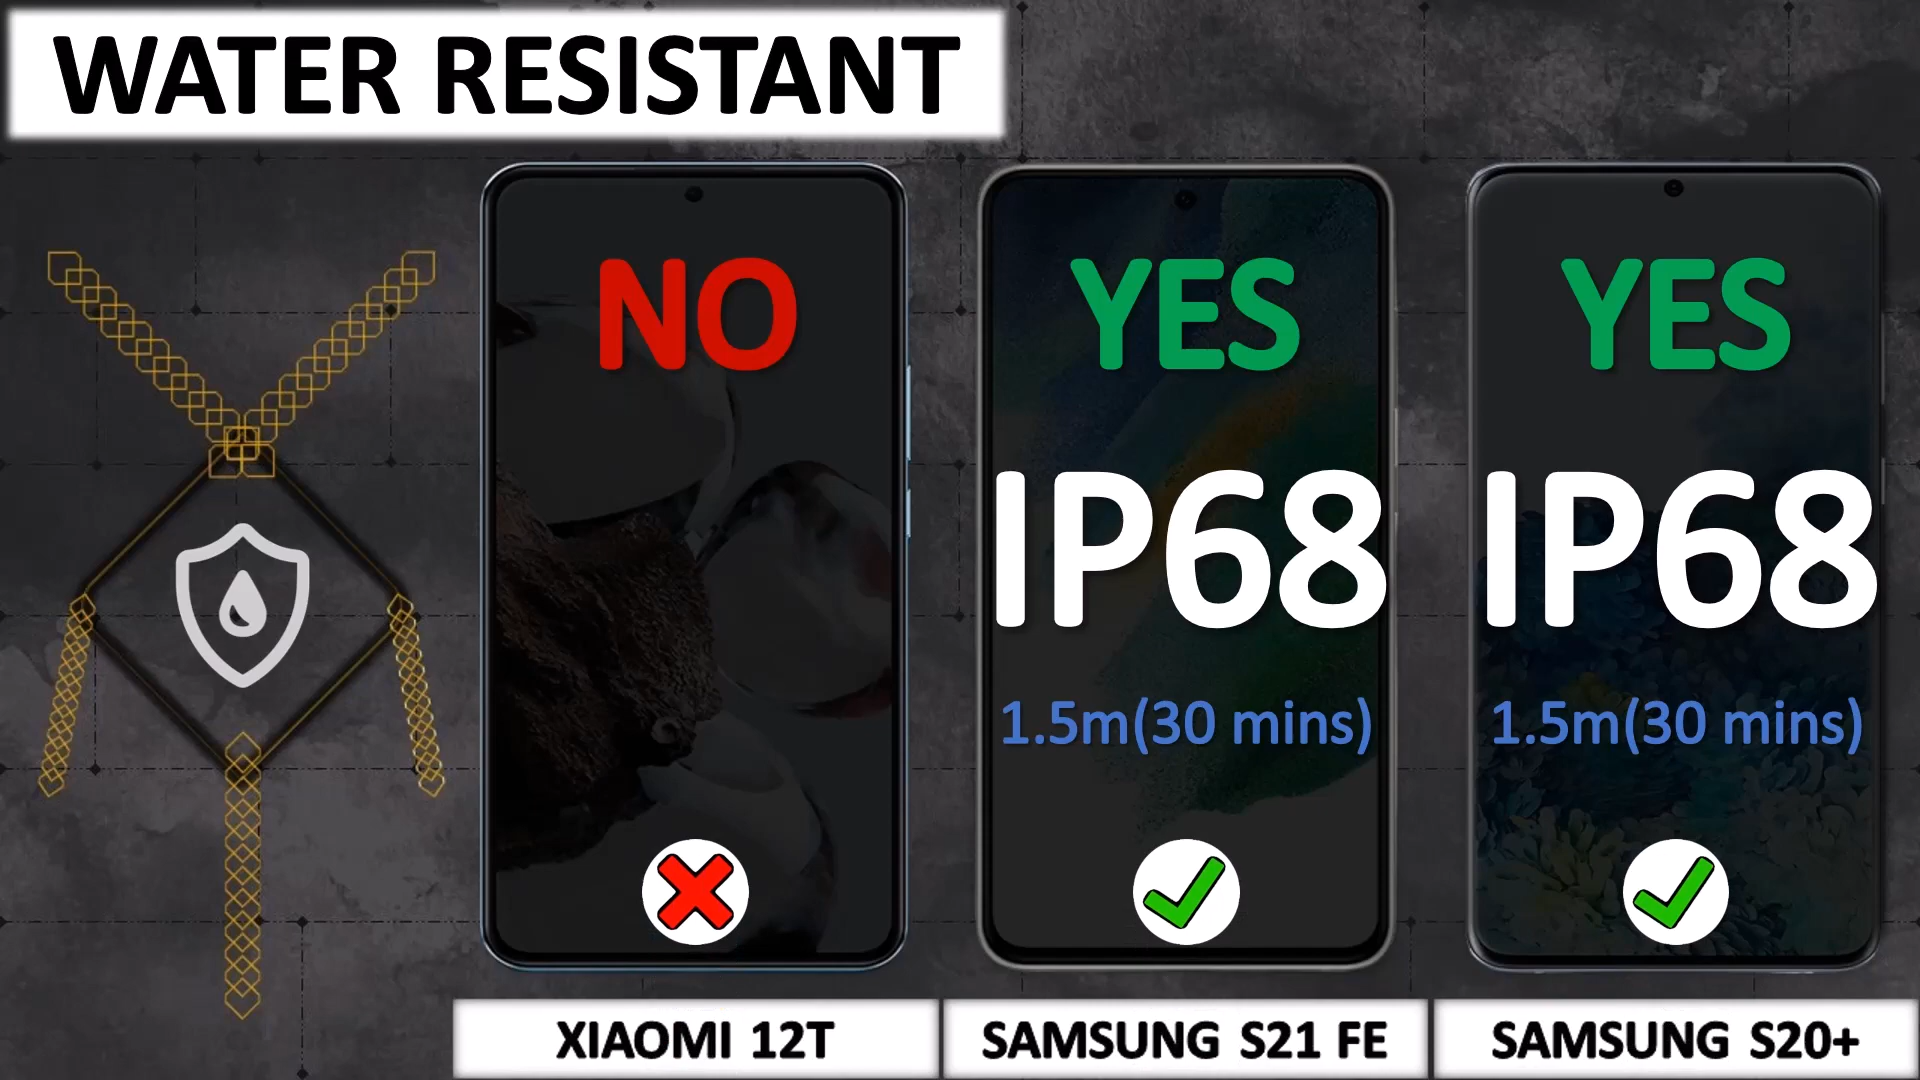 WATER RESISTANT
NO
YES
YES
IP68
IP68
1.5m(30 mins)
1.5m(30 mins)
XIAOMI 12T
SAMSUNG S21 FE
SAMSUNG S20+